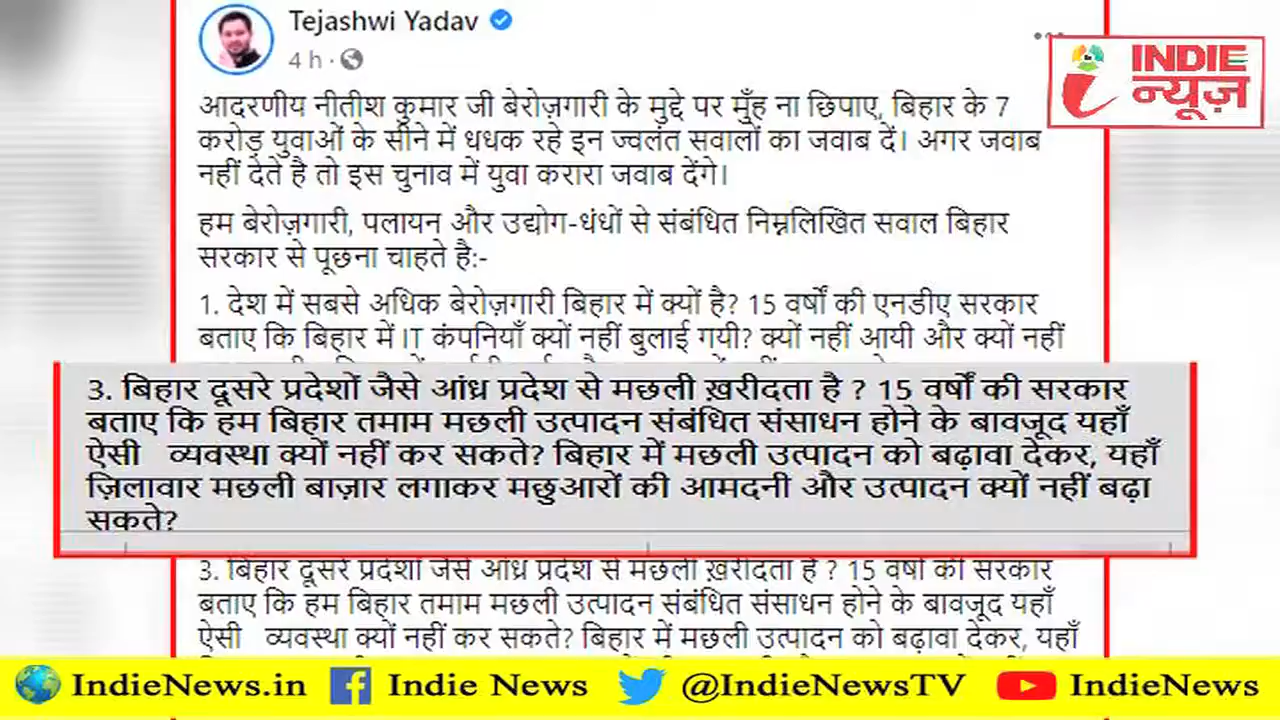 Tejashwi Yadav
4 h ·
INDIE
न्यूज़
आदरणीय नीतीश कुमार जी बेरोज़गारी के मुद्दे पर मुँह ना छिपाए, बिहार के 7
करोड़ युवाओं के सीने में धधक रहे इन ज्वलंत सवालों का जवाब दें। अगर जवाब
नहीं देते है तो इस चुनाव में युवा करारा जवाब देंगे।
हम बेरोज़गारी, पलायन और उद्योग-धंधों से संबंधित निम्नलिखित सवाल बिहार
सरकार से पूछना चाहते है:-
1. देश में सबसे अधिक बेरोज़गारी बिहार में क्यों है? 15 वर्षों की एनडीए सरकार
बताए कि बिहार में IT कंपनियाँ क्यों नहीं बुलाई गयी? क्यों नहीं आयी और क्यों नहीं
3. बिहार दूसरे प्रदेशों जैसे आंध्र प्रदेश से मछली ख़रीदता है ? 15 वर्षों की सरकार
बताए कि हम बिहार तमाम मछली उत्पादन संबंधित संसाधन होने के बावजूद यहाँ
ऐसी व्यवस्था क्यों नहीं कर सकते? बिहार में मछली उत्पादन को बढ़ावा देकर, यहाँ
ज़िलावार मछली बाज़ार लगाकर मछुआरों की आमदनी और उत्पादन क्यों नहीं बढ़ा
सकते?
3. बिहार दूसरे प्रदेशों जैसे आंध्र प्रदेश से मछली ख़रीदता है ? 15 वर्षों की सरकार
बताए कि हम बिहार तमाम मछली उत्पादन संबंधित संसाधन होने के बावजूद यहाँ
ऐसी व्यवस्था क्यों नहीं कर सकते? बिहार में मछली उत्पादन को बढ़ावा देकर, यहाँ
IndieNews.in Indie News @IndieNewsTV IndieNews